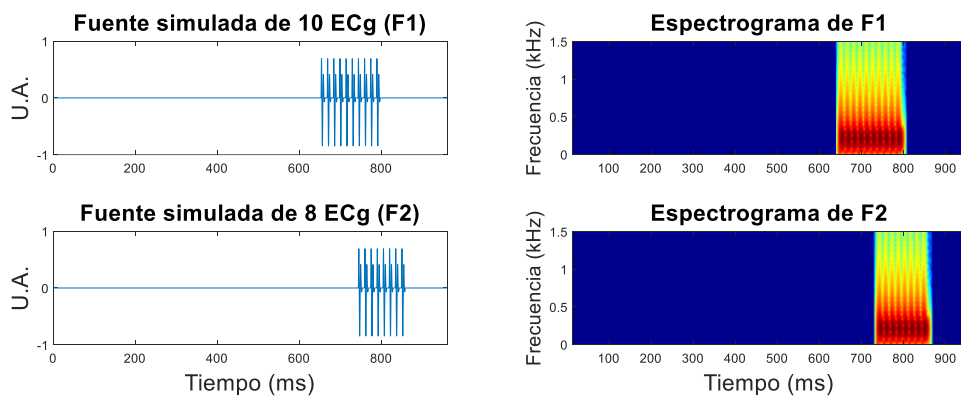 Fuente simulada de 10 ECg (F1)
U.A.
1
0
-1
0 200 400 600 800
Espectrograma de F1
Frecuencia (kHz)
1.5
1
0.5
0
100 200 300 400 500 600 700 800 900
Fuente simulada de 8 ECg (F2)
U.A.
1
0
-1
0 200 400 600 800
Tiempo (ms)
Espectrograma de F2
Frecuencia (kHz)
1.5
1
0.5
0
100 200 300 400 500 600 700 800 900
Tiempo (ms)